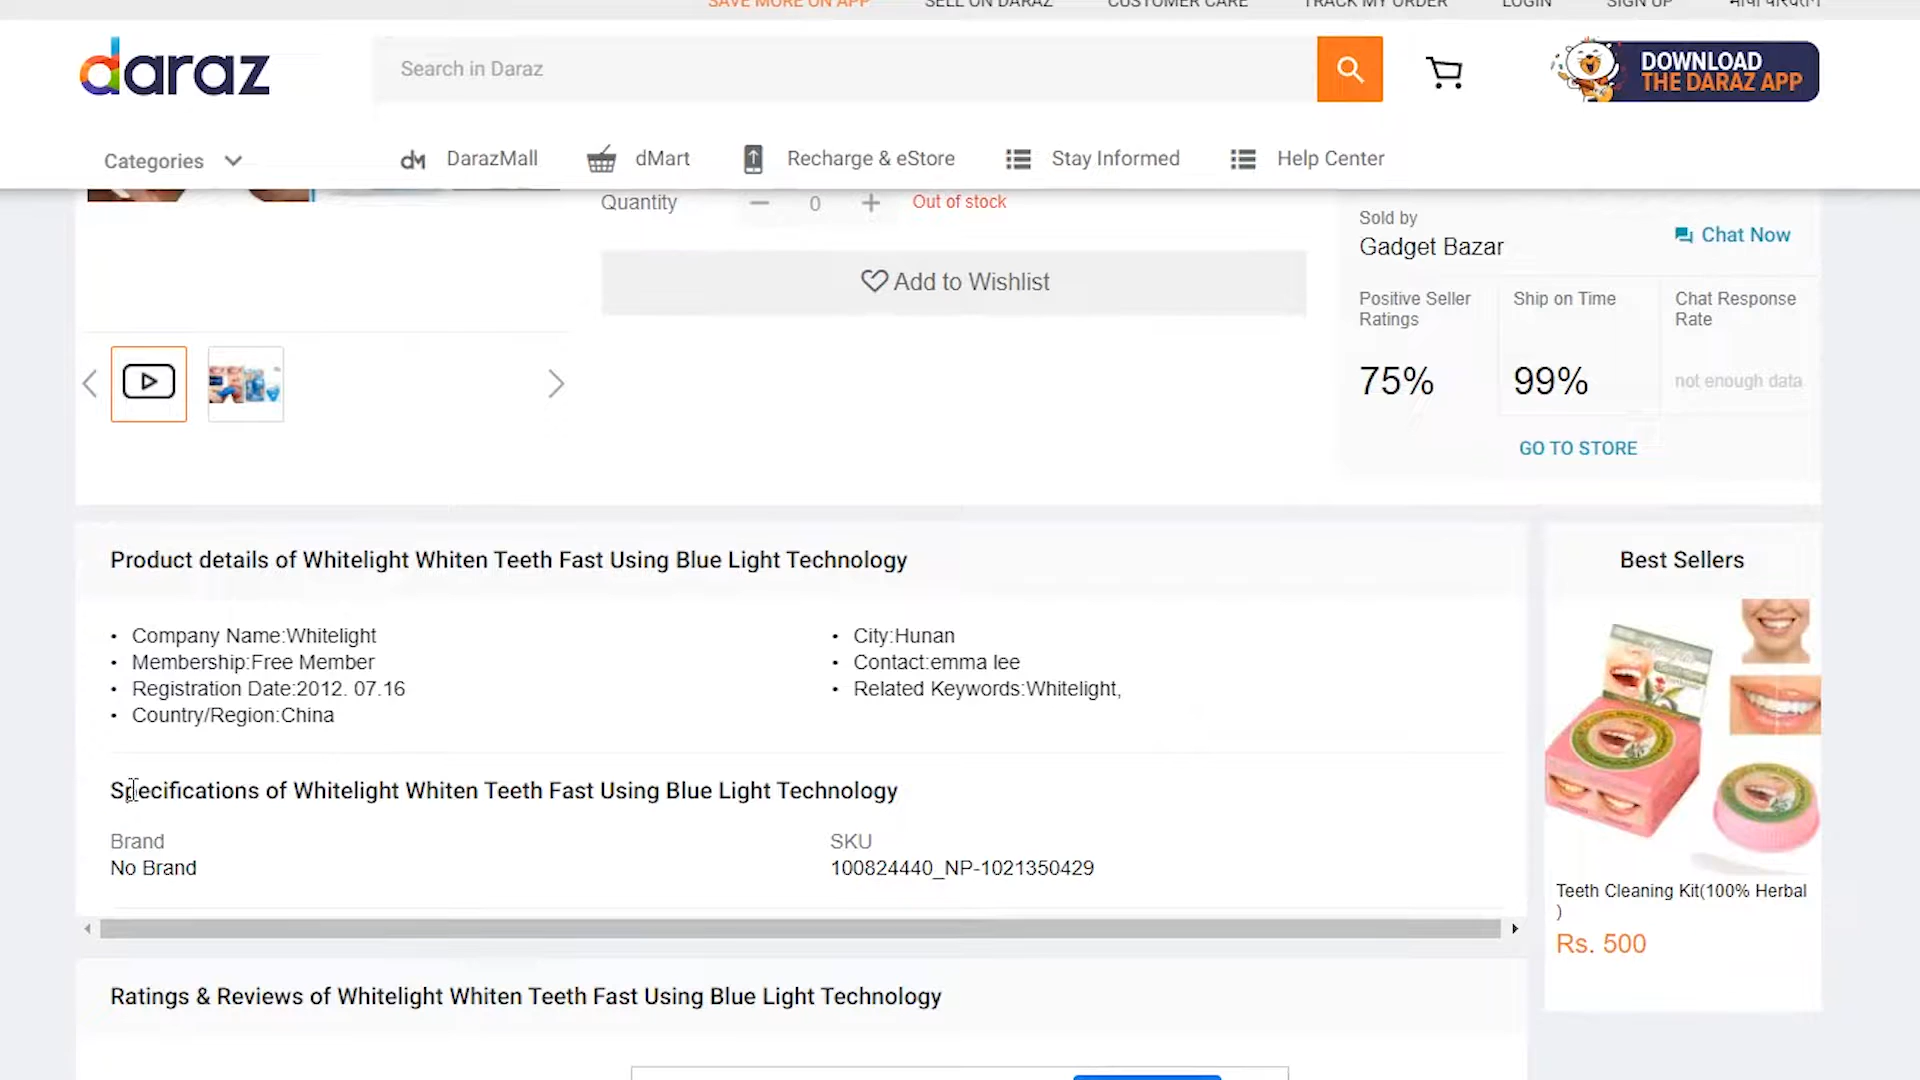 SAVE MORE ON APP SELL ON DARAZ CUSTOMER CARE TRACK MY ORDER LOGIN SIGN UP भाषा परिवर्तन
daraz Search in Daraz DOWNLOAD
THE DARAZ APP
Categories DarazMall dMart Recharge & eStore Stay Informed Help Center
Quantity 0 Out of stock
Sold by
Gadget Bazar Chat Now
Add to Wishlist
Positive Seller Ratings Ship on Time Chat Response Rate
75% 99% not enough data
GO TO STORE
Product details of Whitelight Whiten Teeth Fast Using Blue Light Technology
• Company Name:Whitelight
• Membership:Free Member
• Registration Date:2012. 07.16
• Country/Region:China
• City:Hunan
• Contact:emma lee
• Related Keywords:Whitelight,
Specifications of Whitelight Whiten Teeth Fast Using Blue Light Technology
Brand
No Brand
SKU
100824440_NP-1021350429
Best Sellers
Teeth Cleaning Kit(100% Herbal
)
Rs. 500
Ratings & Reviews of Whitelight Whiten Teeth Fast Using Blue Light Technology